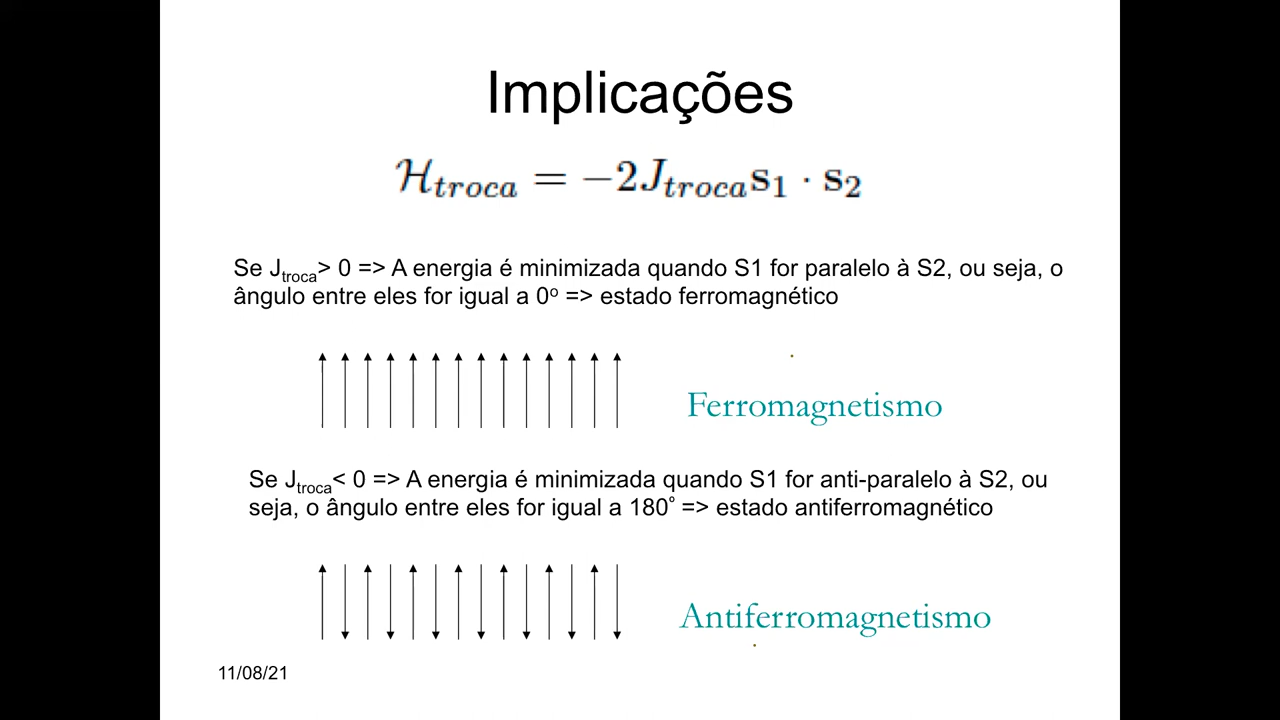 Implicações
ℋ_troca = −2J_troca s₁ · s₂
Se J_troca> 0 => A energia é minimizada quando S1 for paralelo à S2, ou seja, o
ângulo entre eles for igual a 0º => estado ferromagnético
Ferromagnetismo
Se J_troca< 0 => A energia é minimizada quando S1 for anti-paralelo à S2, ou
seja, o ângulo entre eles for igual a 180° => estado antiferromagnético
Antiferromagnetismo
11/08/21